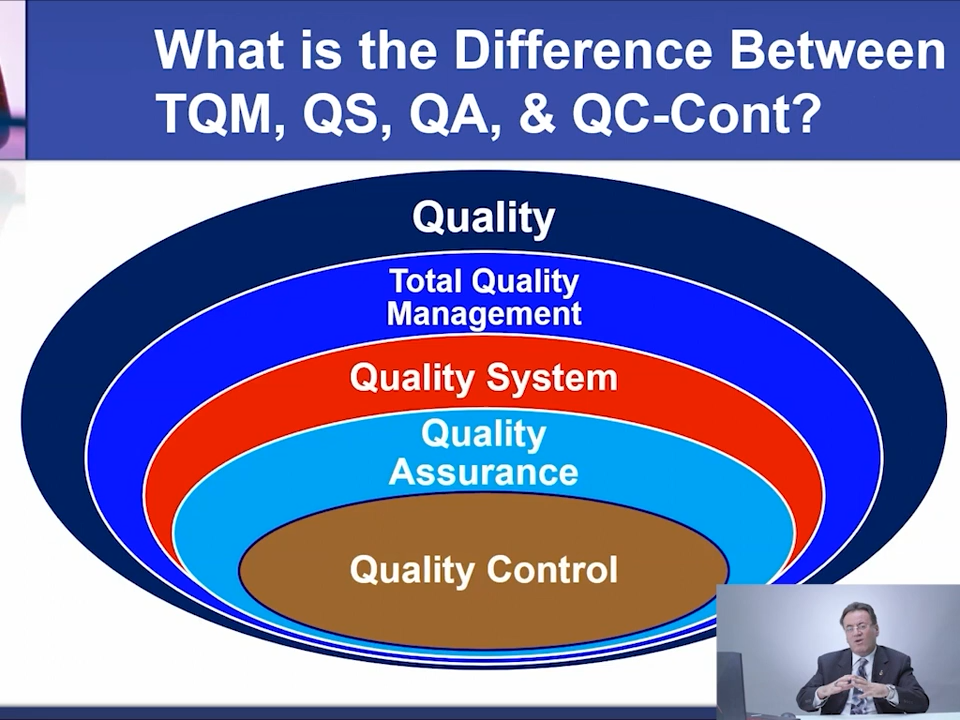 What is the Difference Between
TQM, QS, QA, & QC-Cont?
Quality
Total Quality
Management
Quality System
Quality
Assurance
Quality Control